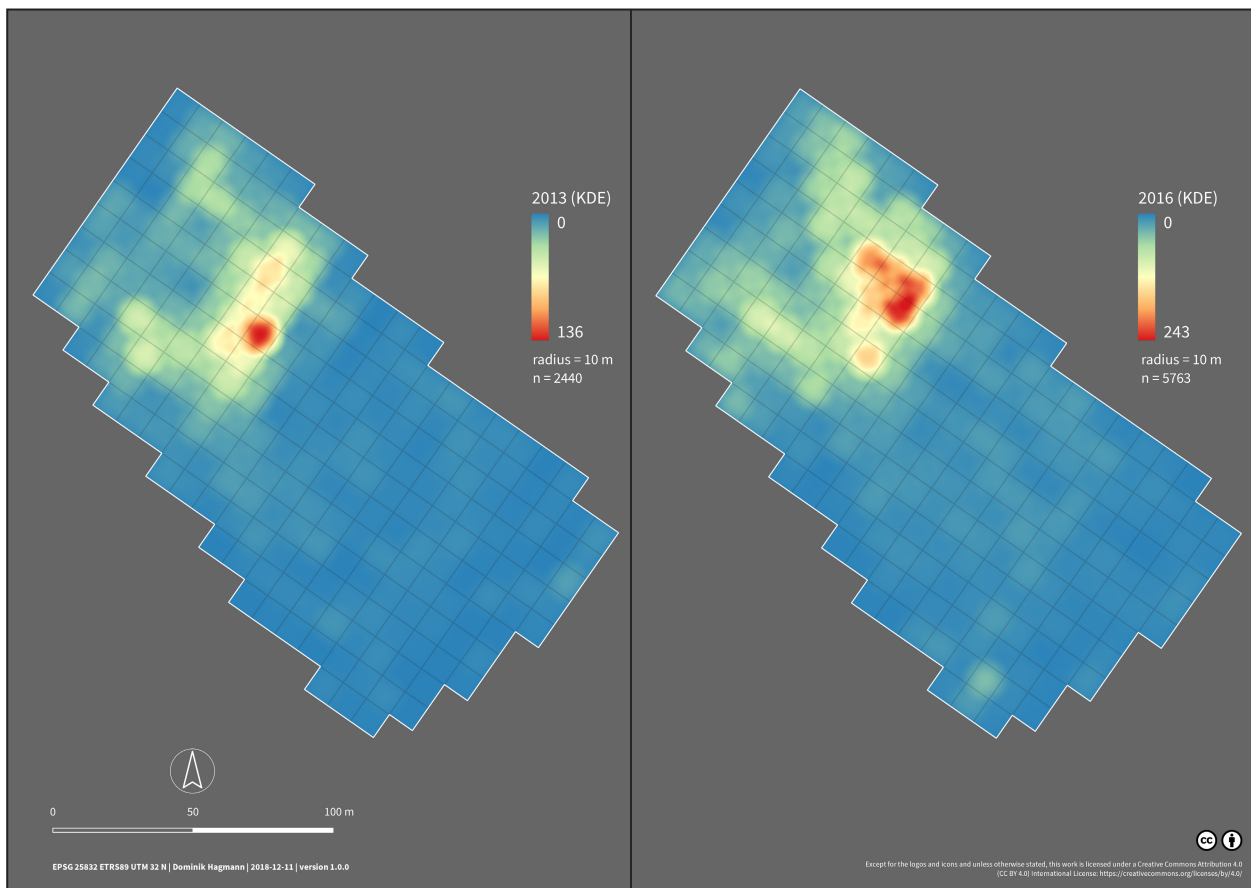 2013 (KDE)
0
136
radius = 10 m
n = 2440
0
50
100 m
EPSG 25832 ETRS89 UTM 32 N | Dominik Hagmann | 2018-12-11 | version 1.0.0
2016 (KDE)
0
243
radius = 10 m
n = 5763
cc
Except for the logos and icons and unless otherwise stated, this work is licensed under a Creative Commons Attribution 4.0
(CC BY 4.0) International License: https://creativecommons.org/licenses/by/4.0/